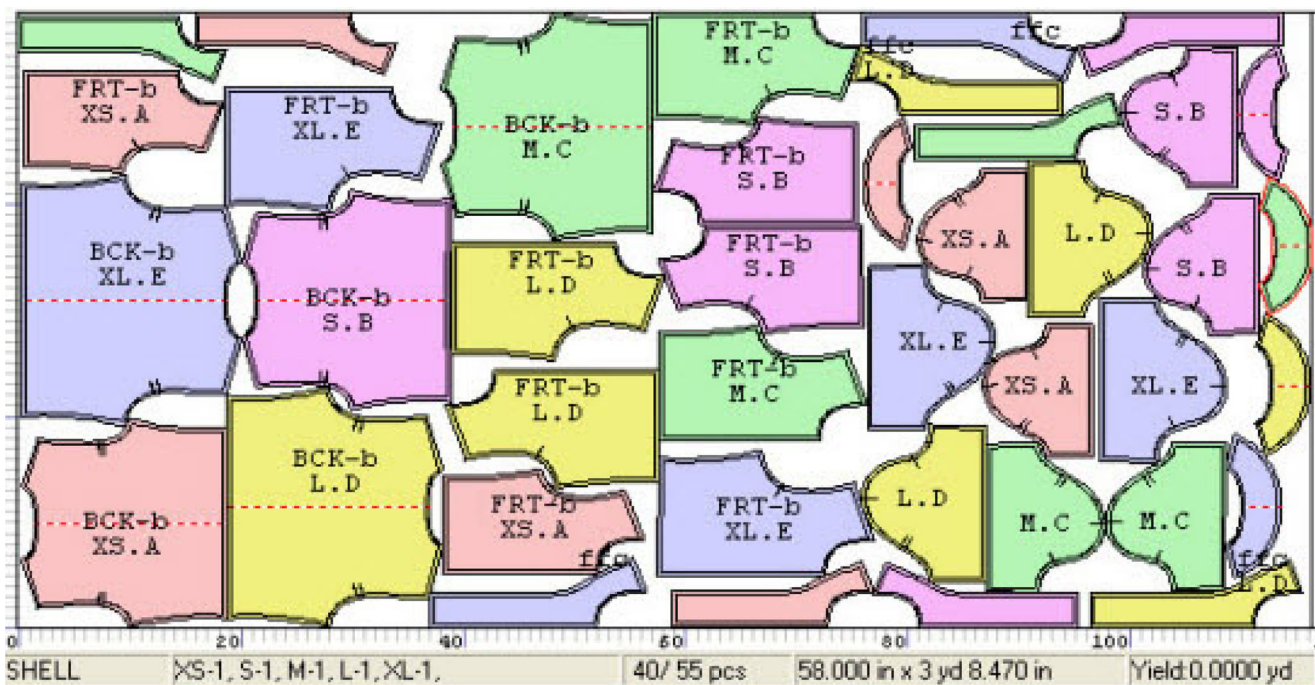 ffc
FRT-b
M.C
ffc
L.D
FRT-b
XS.A
FRT-b
XL.E
BCK-b
M.C
S.B
FRT-b
S.B
BCK-b
XL.E
BCK-b
S.B
FRT-b
L.D
FRT-b
S.B
XS.A
L.D
S.B
XL.E
XS.A
XL.E
FRT-b
M.C
FRT-b
L.D
BCK-b
L.D
BCK-b
XS.A
FRT-b
XS.A
FRT-b
XL.E
L.D
M.C
M.C
ffc
ffc
L.D
0 20 40 60 80 100
SHELL XS-1, S-1, M-1, L-1, XL-1, 40/ 55 pcs 58.000 in x 3 yd 8.470 in Yield:0.0000 yd